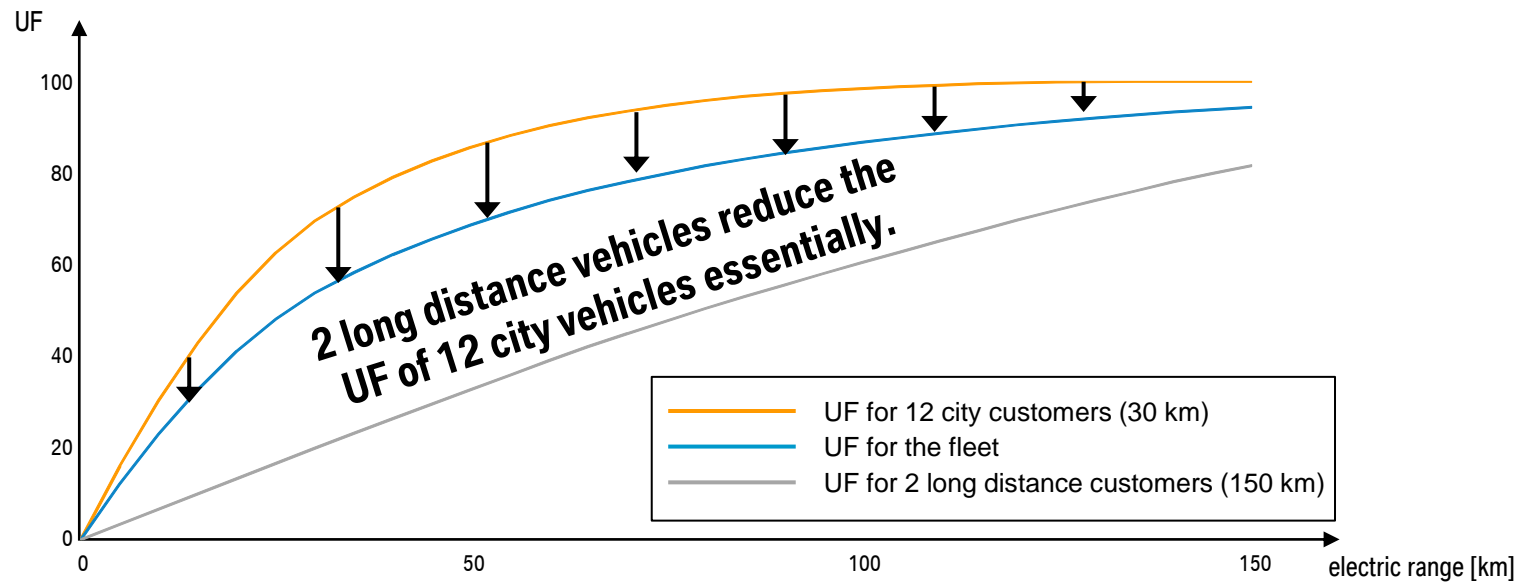 UF
100
80
60
40
20
0
2 long distance vehicles reduce the
UF of 12 city vehicles essentially.
UF for 12 city customers (30 km)
UF for the fleet
UF for 2 long distance customers (150 km)
0
50
100
150
electric range [km]